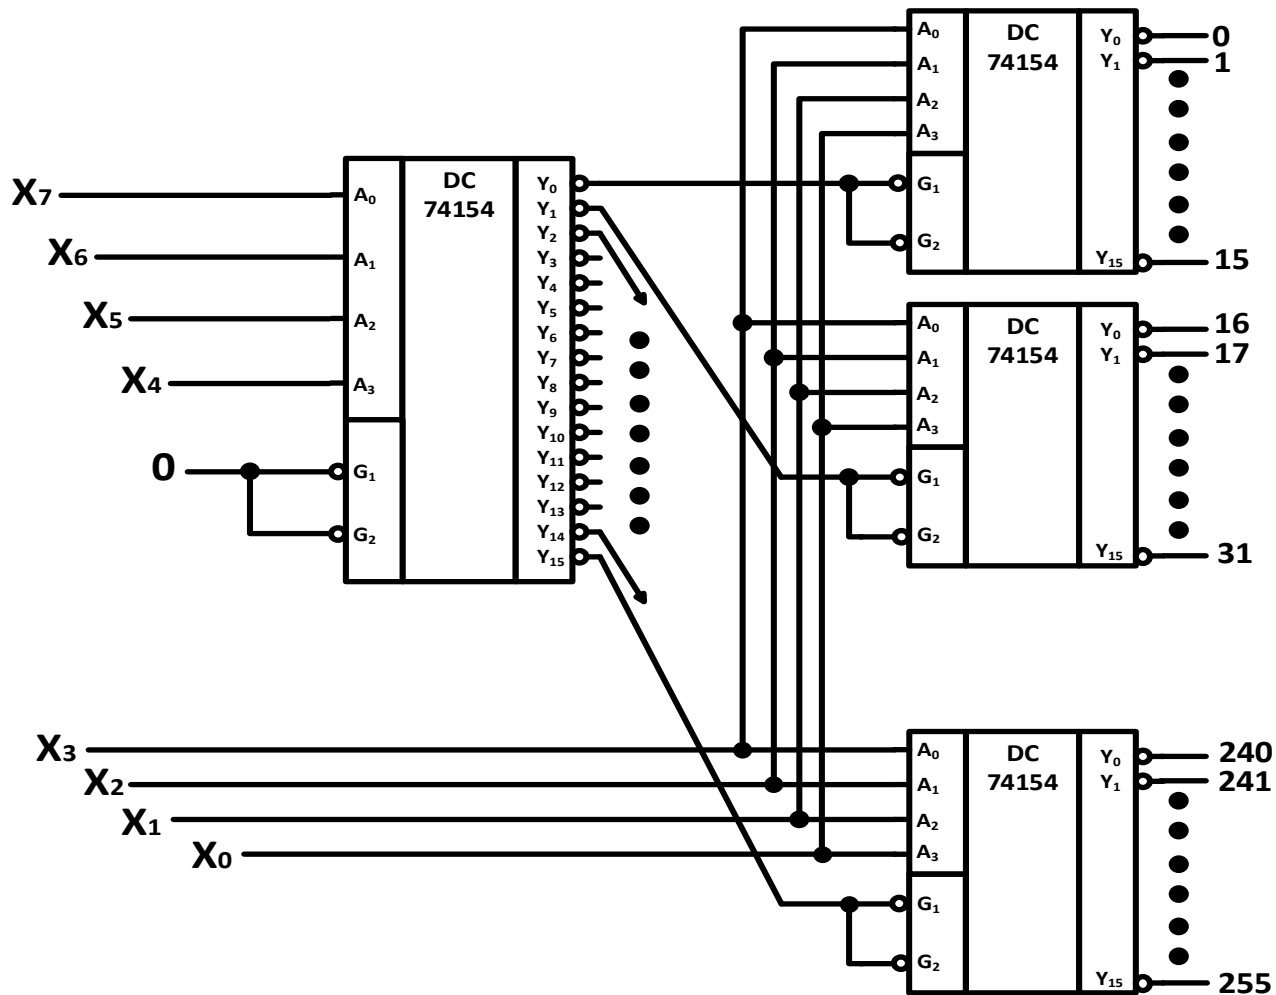 X7
X6
X5
X4
0
A0
A1
A2
A3
G1
G2
DC
74154
Y0
Y1
Y2
Y3
Y4
Y5
Y6
Y7
Y8
Y9
Y10
Y11
Y12
Y13
Y14
Y15
A0
A1
A2
A3
G1
G2
DC
74154
Y0
Y1
Y15
0
1
15
A0
A1
A2
A3
G1
G2
DC
74154
Y0
Y1
Y15
16
17
31
X3
X2
X1
X0
A0
A1
A2
A3
G1
G2
DC
74154
Y0
Y1
Y15
240
241
255